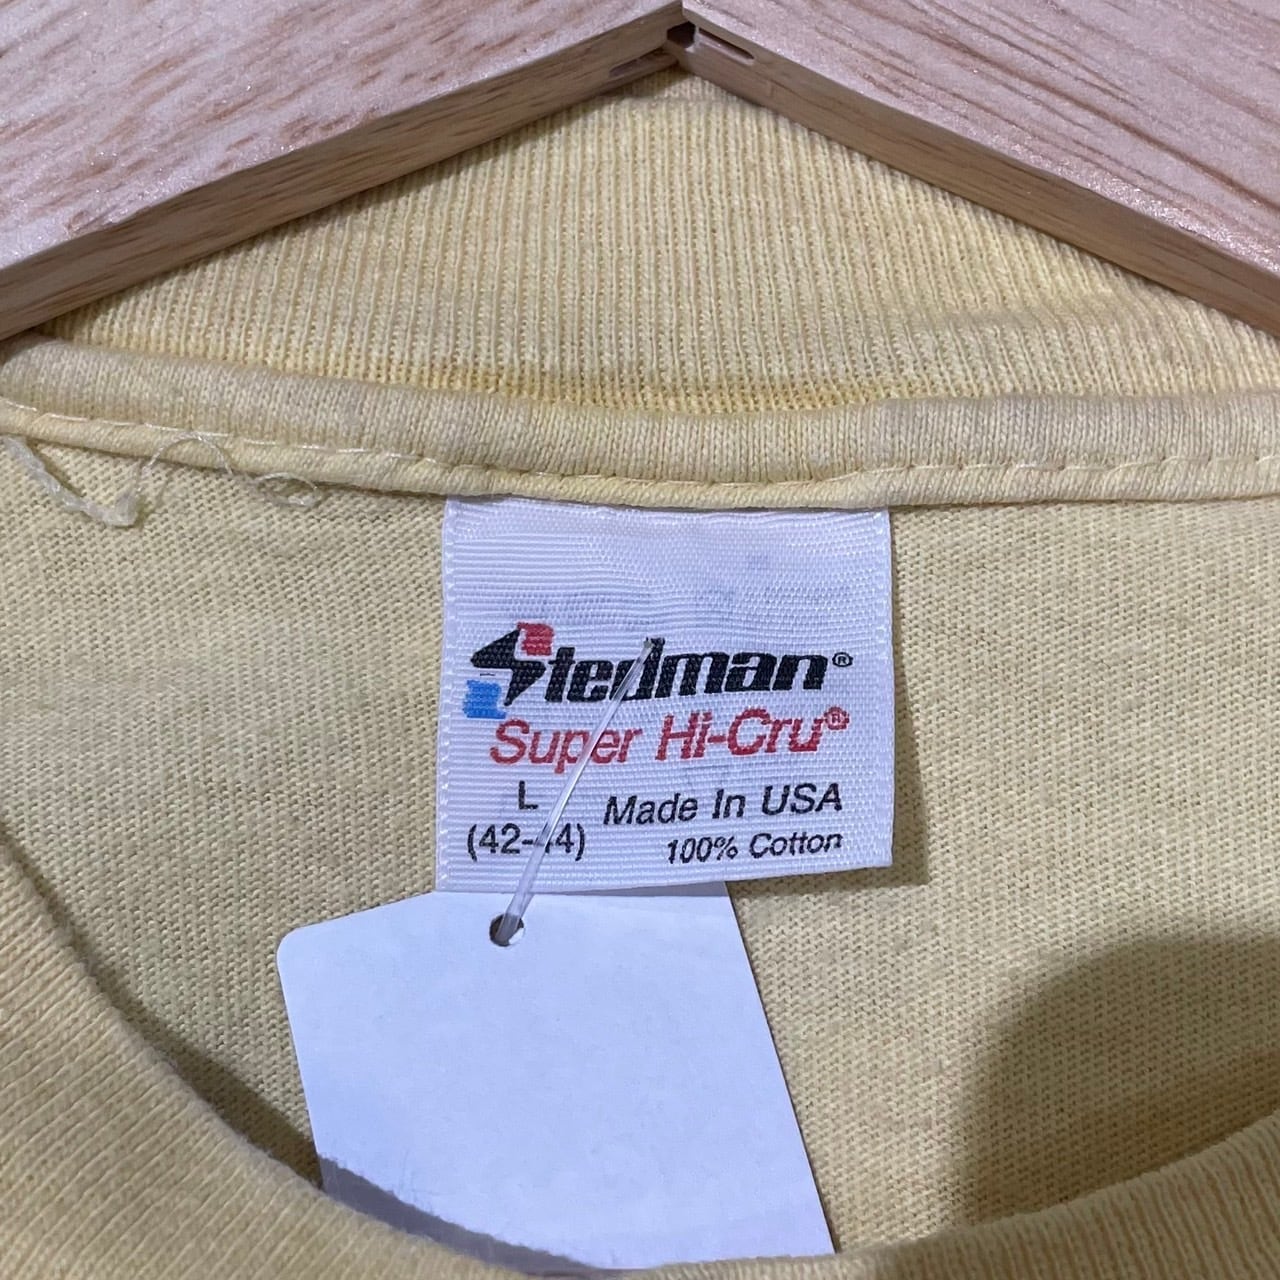 Stedman®
Super Hi-Cru®
L
(42-44)
Made In USA
100% Cotton